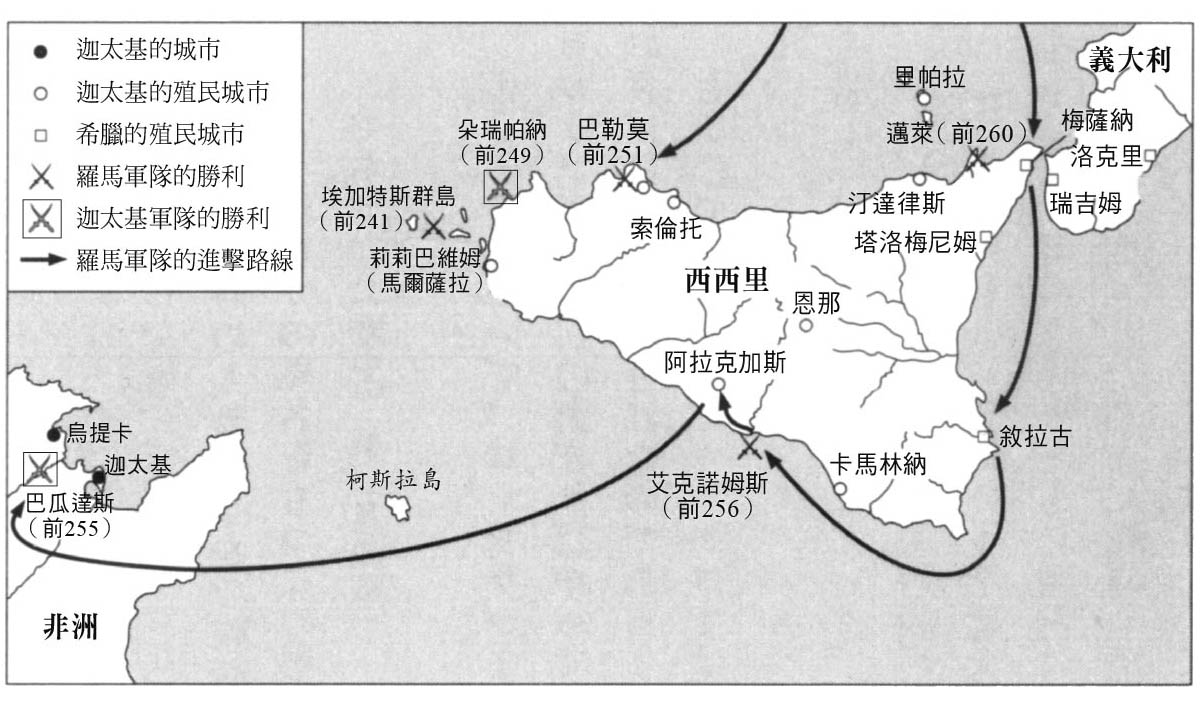 迦太基的城市
迦太基的殖民城市
希臘的殖民城市
羅馬軍隊的勝利
迦太基軍隊的勝利
羅馬軍隊的進擊路線
義大利
里帕拉
梅薩納
邁萊（前260）
洛克里
瑞吉姆
汀達律斯
塔洛梅尼姆
朵瑞帕納
（前249）
巴勒莫
（前251）
埃加特斯群島
（前241）
索倫托
莉莉巴維姆
（馬爾薩拉）
西西里
恩那
阿拉克加斯
敘拉古
卡馬林納
艾克諾姆斯
（前256）
柯斯拉島
烏提卡
迦太基
巴瓜達斯
（前255）
非洲